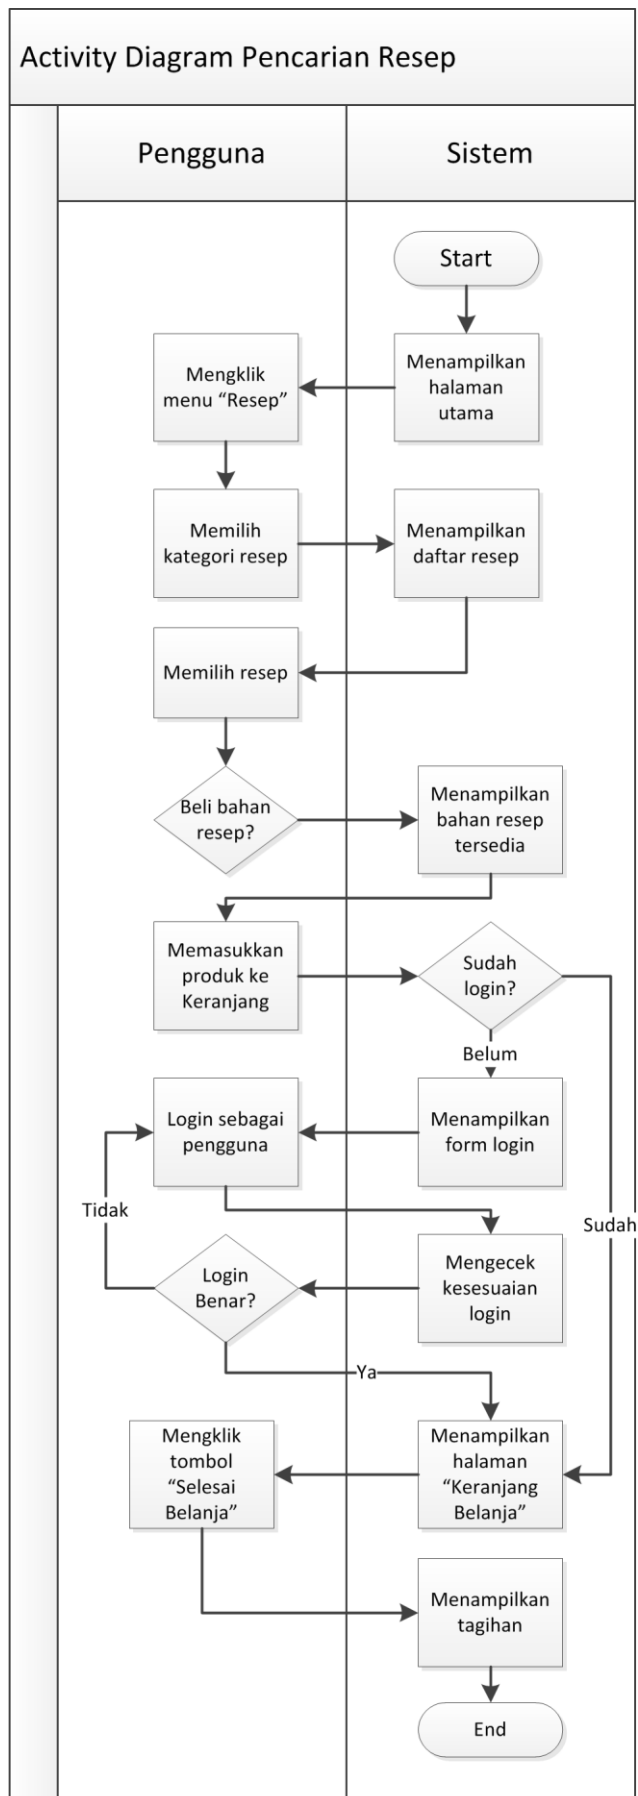 Activity Diagram Pencarian Resep
Pengguna
Sistem
Start
Menampilkan
halaman
utama
Mengklik
menu “Resep”
Memilih
kategori resep
Menampilkan
daftar resep
Memilih resep
Beli bahan
resep?
Menampilkan
bahan resep
tersedia
Memasukkan
produk ke
Keranjang
Sudah
login?
Belum
Menampilkan
form login
Login sebagai
pengguna
Tidak
Sudah
Mengecek
kesesuaian
login
Login
Benar?
Ya
Menampilkan
halaman
“Keranjang
Belanja”
Mengklik
tombol
“Selesai
Belanja”
Menampilkan
tagihan
End